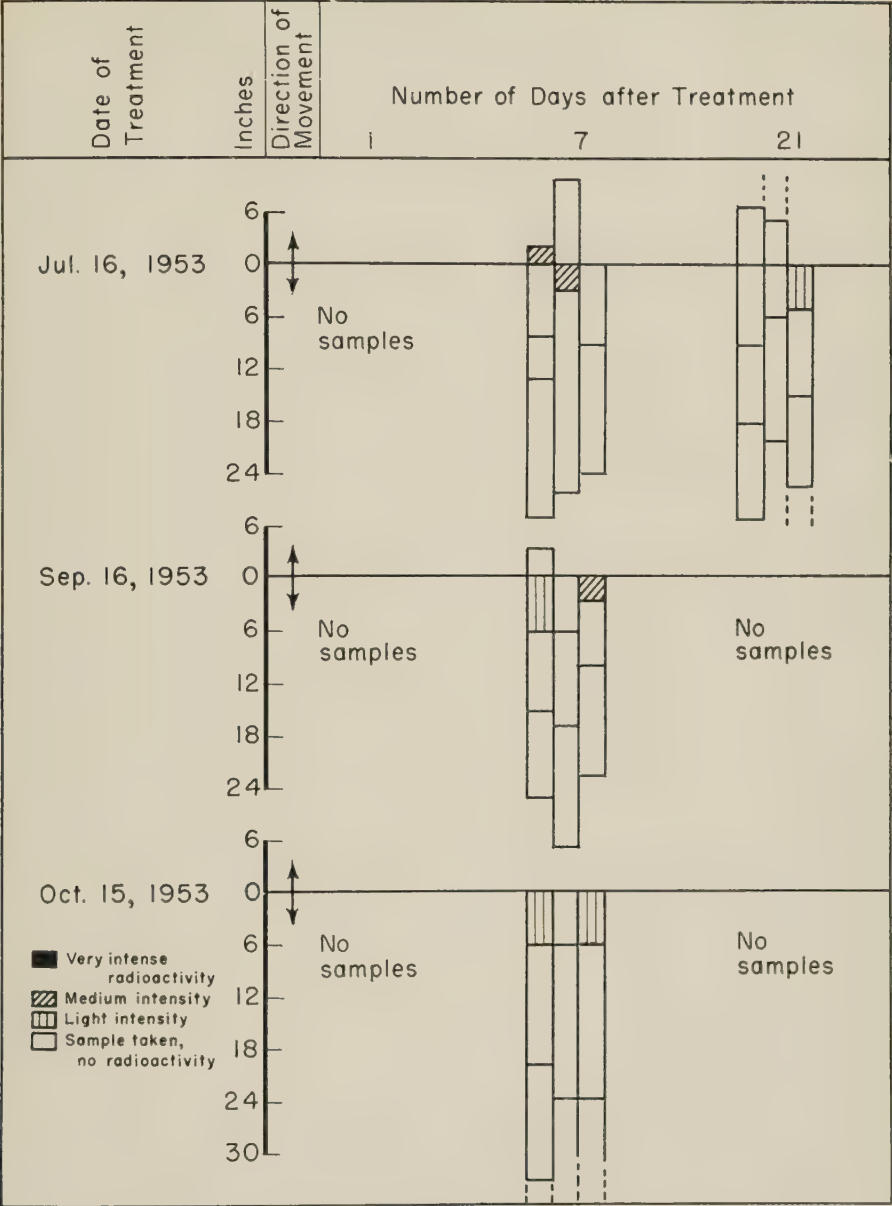 Date of
Treatment
Inches
Direction of
Movement
Number of Days after Treatment
1 7 21
Jul. 16, 1953
6
0
6
12
18
24
No
samples
Sep. 16, 1953
6
0
6
12
18
24
No
samples
No
samples
Oct. 15, 1953
6
0
6
12
18
24
30
No
samples
No
samples
Very intense
radioactivity
Medium intensity
Light intensity
Sample taken,
no radioactivity